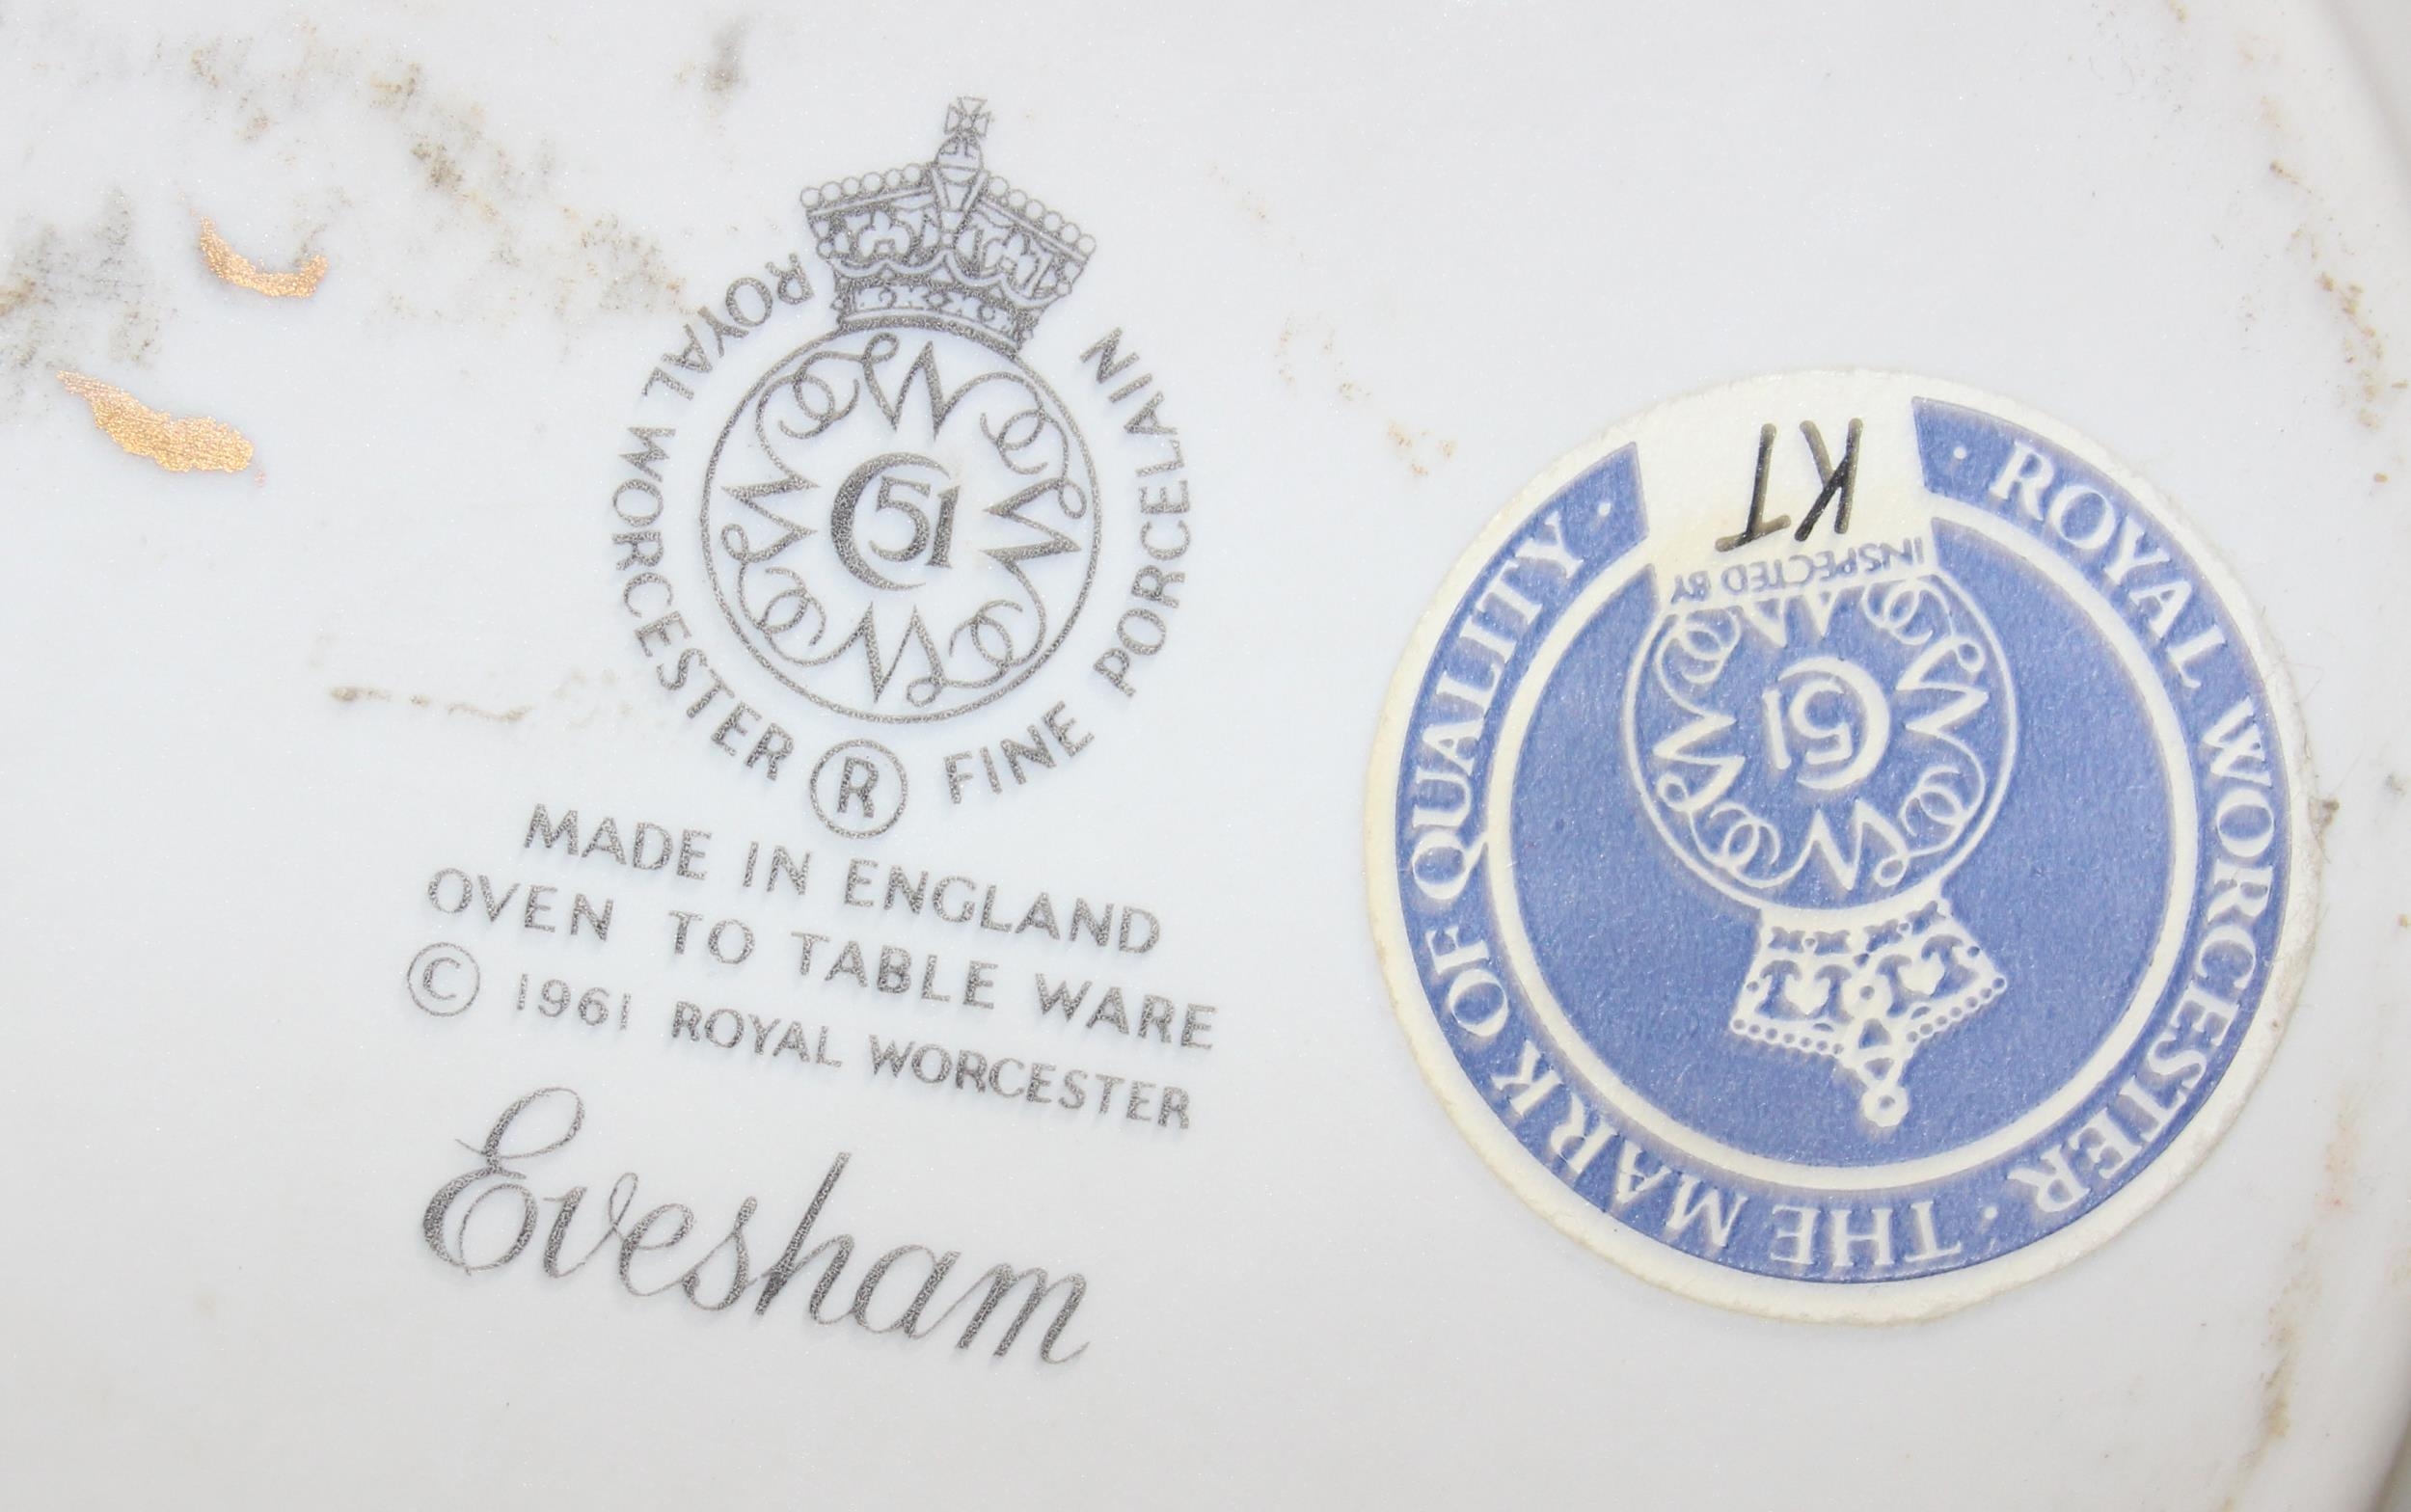 ROYAL WORCESTER ® FINE PORCELAIN
51
MADE IN ENGLAND
OVEN TO TABLE WARE
© 1961 ROYAL WORCESTER
Evesham
· ROYAL WORCESTER · THE MARK OF QUALITY ·
51
INSPECTED BY
KT